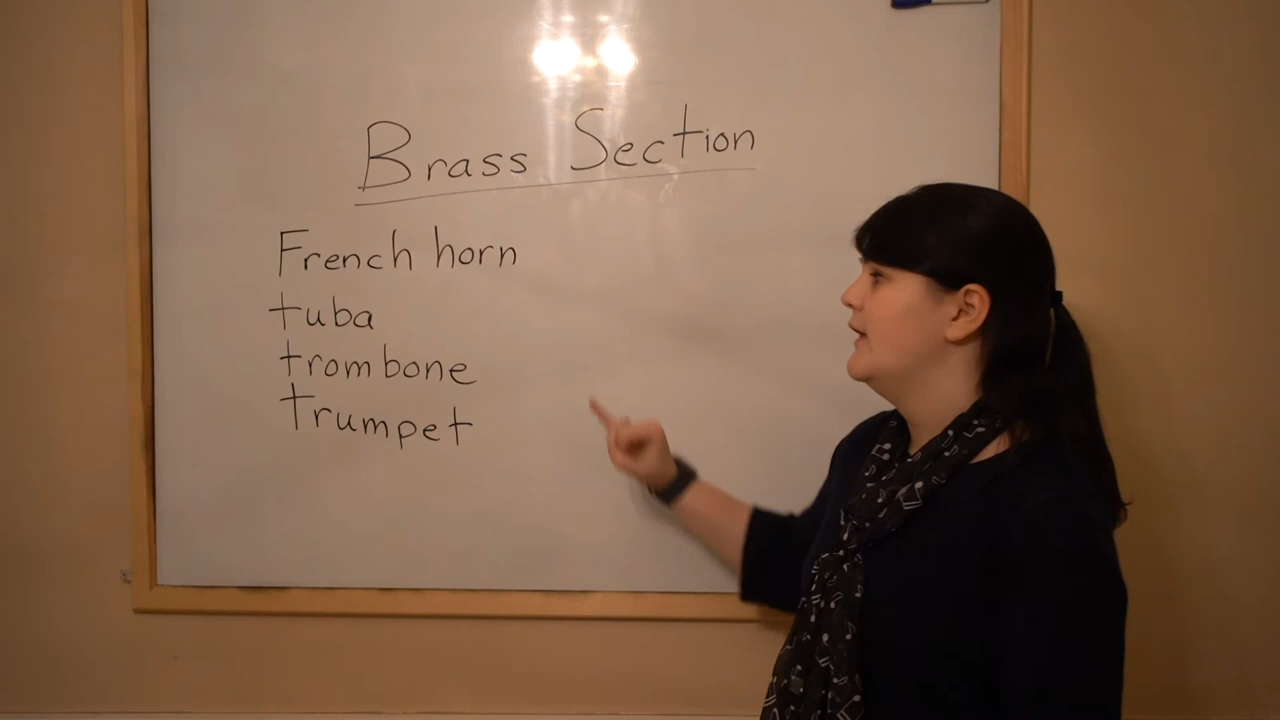 Brass Section
French horn
tuba
trombone
trumpet